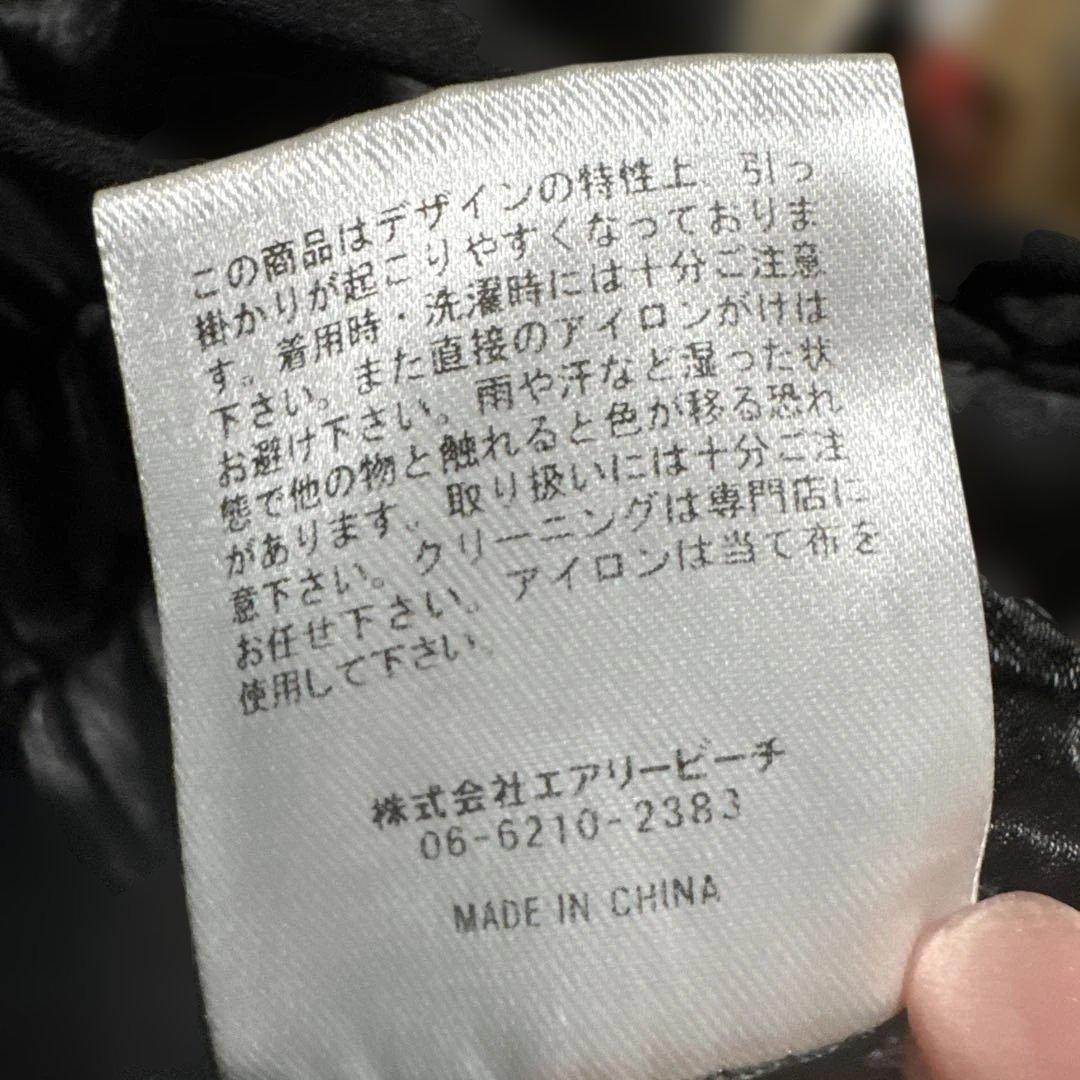 この商品はデザインの特性上、引っ
掛かりが起こりやすくなっておりま
す。着用時・洗濯時には十分ご注意
下さい。また直接のアイロンがけは
お避け下さい。雨や汗など湿った状
態で他の物と触れると色が移る恐れ
があります。取り扱いには十分ご注
意下さい。クリーニングは専門店に
お任せ下さい。アイロンは当て布を
使用して下さい。
株式会社エアリービーチ
06-6210-2383
MADE IN CHINA